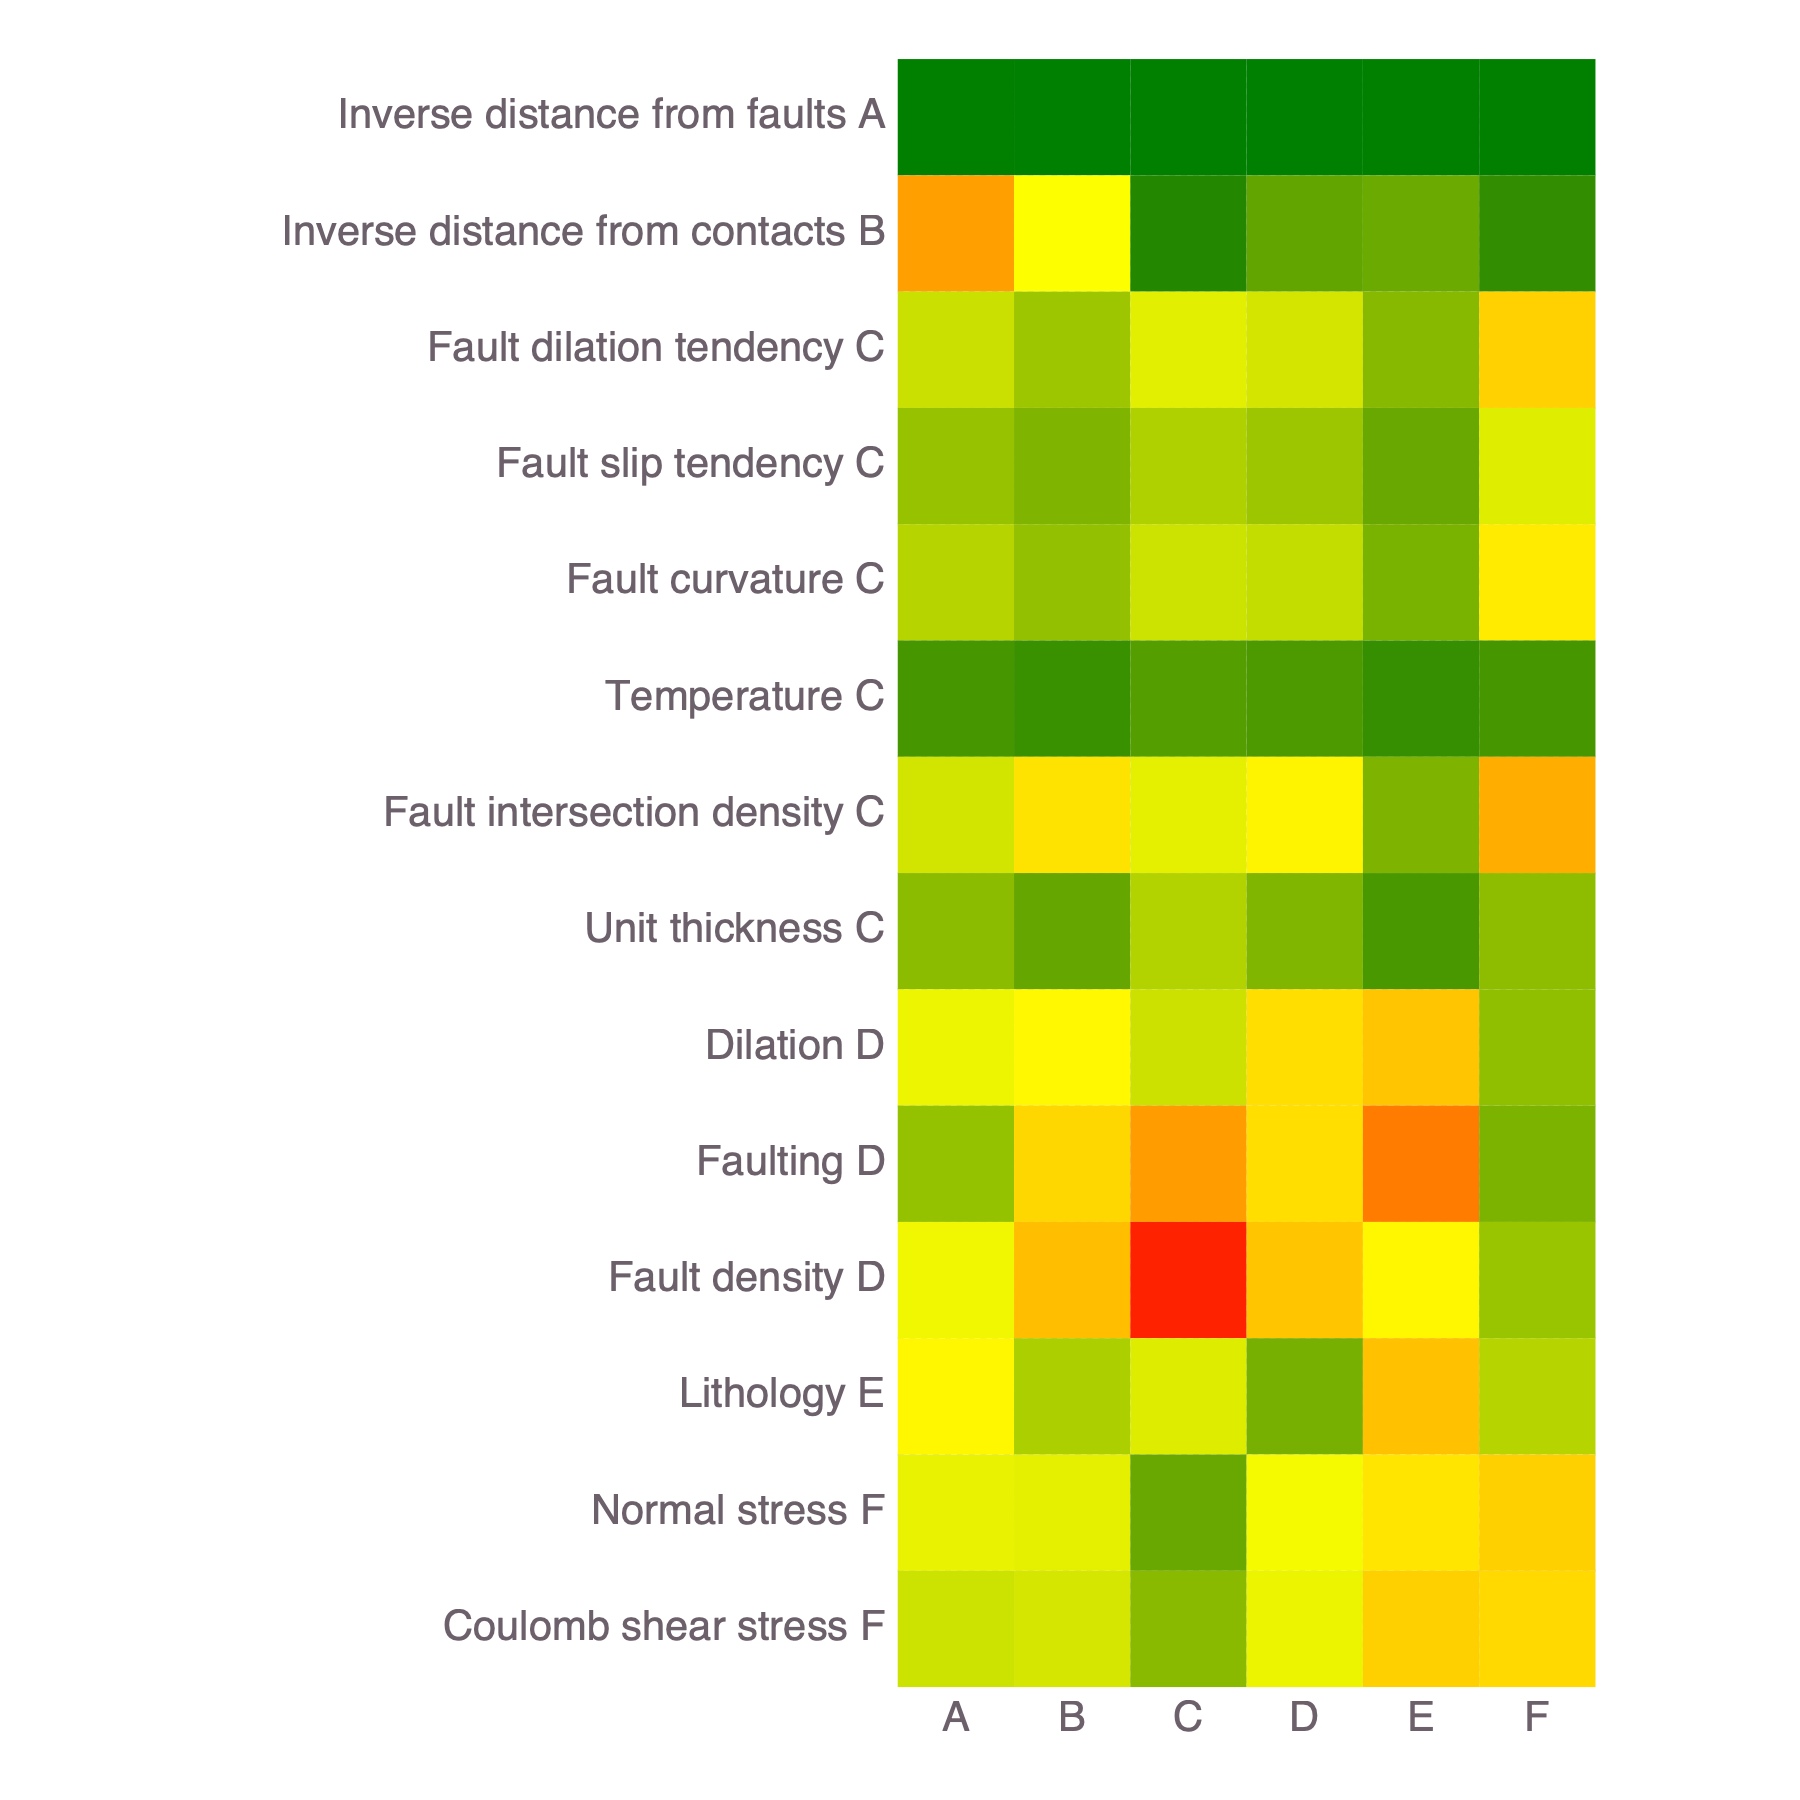 Inverse distance from faults A
Inverse distance from contacts B
Fault dilation tendency C
Fault slip tendency C
Fault curvature C
Temperature C
Fault intersection density C
Unit thickness C
Dilation D
Faulting D
Fault density D
Lithology E
Normal stress F
Coulomb shear stress F
A B C D E F